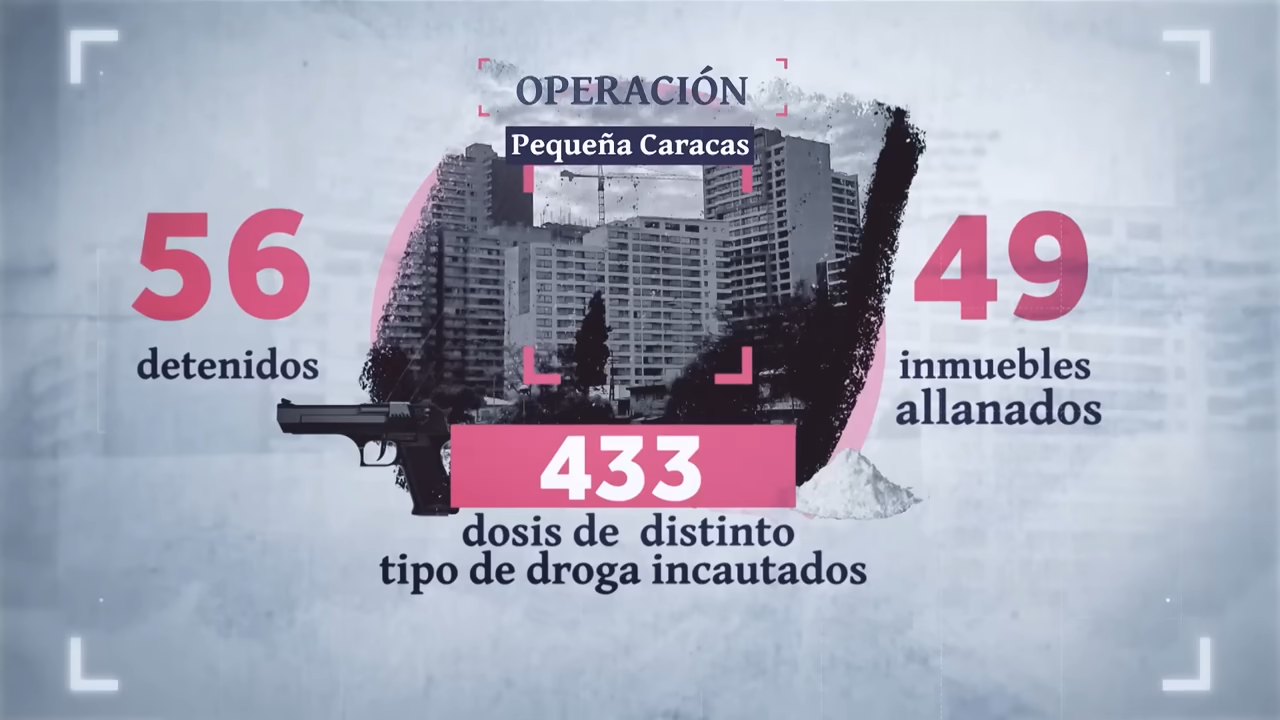 OPERACIÓN
Pequeña Caracas
56
detenidos
49
inmuebles
allanados
433
dosis de distinto
tipo de droga incautados